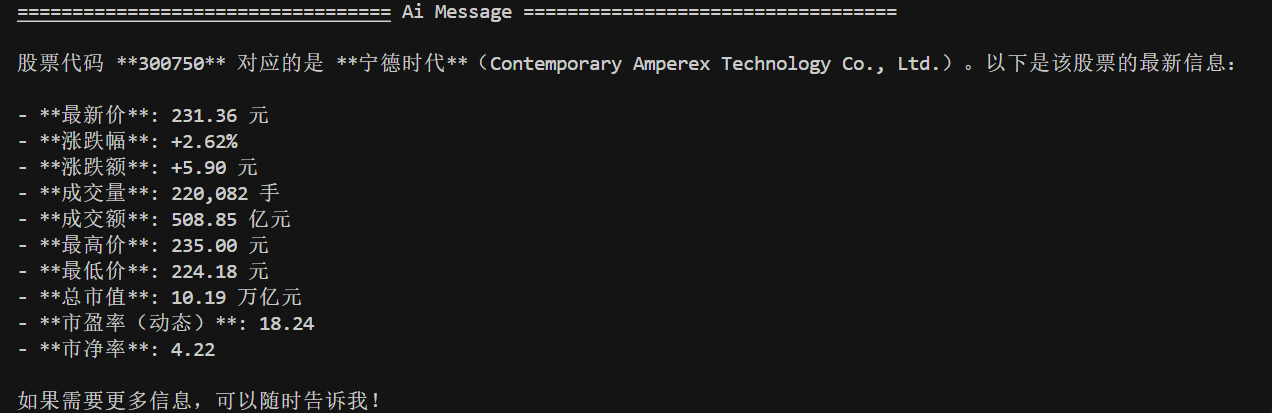 ================================== Ai Message ==================================
股票代码 **300750** 对应的是 **宁德时代**（Contemporary Amperex Technology Co., Ltd.）。以下是该股票的最新信息：
- **最新价**: 231.36 元
- **涨跌幅**: +2.62%
- **涨跌额**: +5.90 元
- **成交量**: 220,082 手
- **成交额**: 508.85 亿元
- **最高价**: 235.00 元
- **最低价**: 224.18 元
- **总市值**: 10.19 万亿元
- **市盈率（动态）**: 18.24
- **市净率**: 4.22
如果需要更多信息，可以随时告诉我！